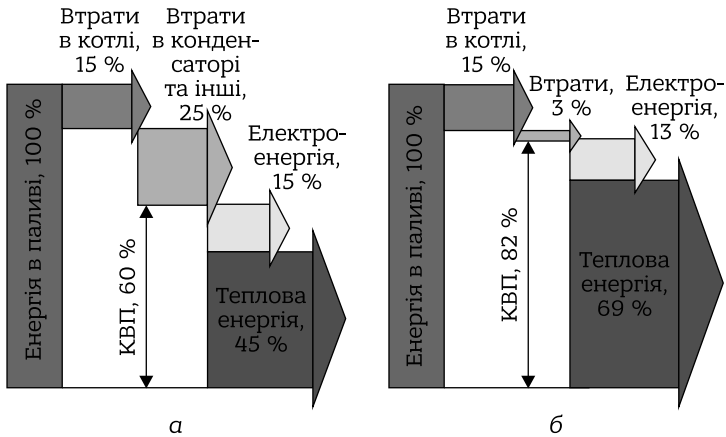 Втрати
в котлі,
15 %
Втрати
в конден-
саторі
та інші,
25 %
Електро-
енергія,
15 %
Енергія в паливі, 100 %
КВП, 60 %
Теплова
енергія,
45 %
а
Втрати
в котлі,
15 %
Втрати,
3 %
Електро-
енергія,
13 %
Енергія в паливі, 100 %
КВП, 82 %
Теплова
енергія,
69 %
б